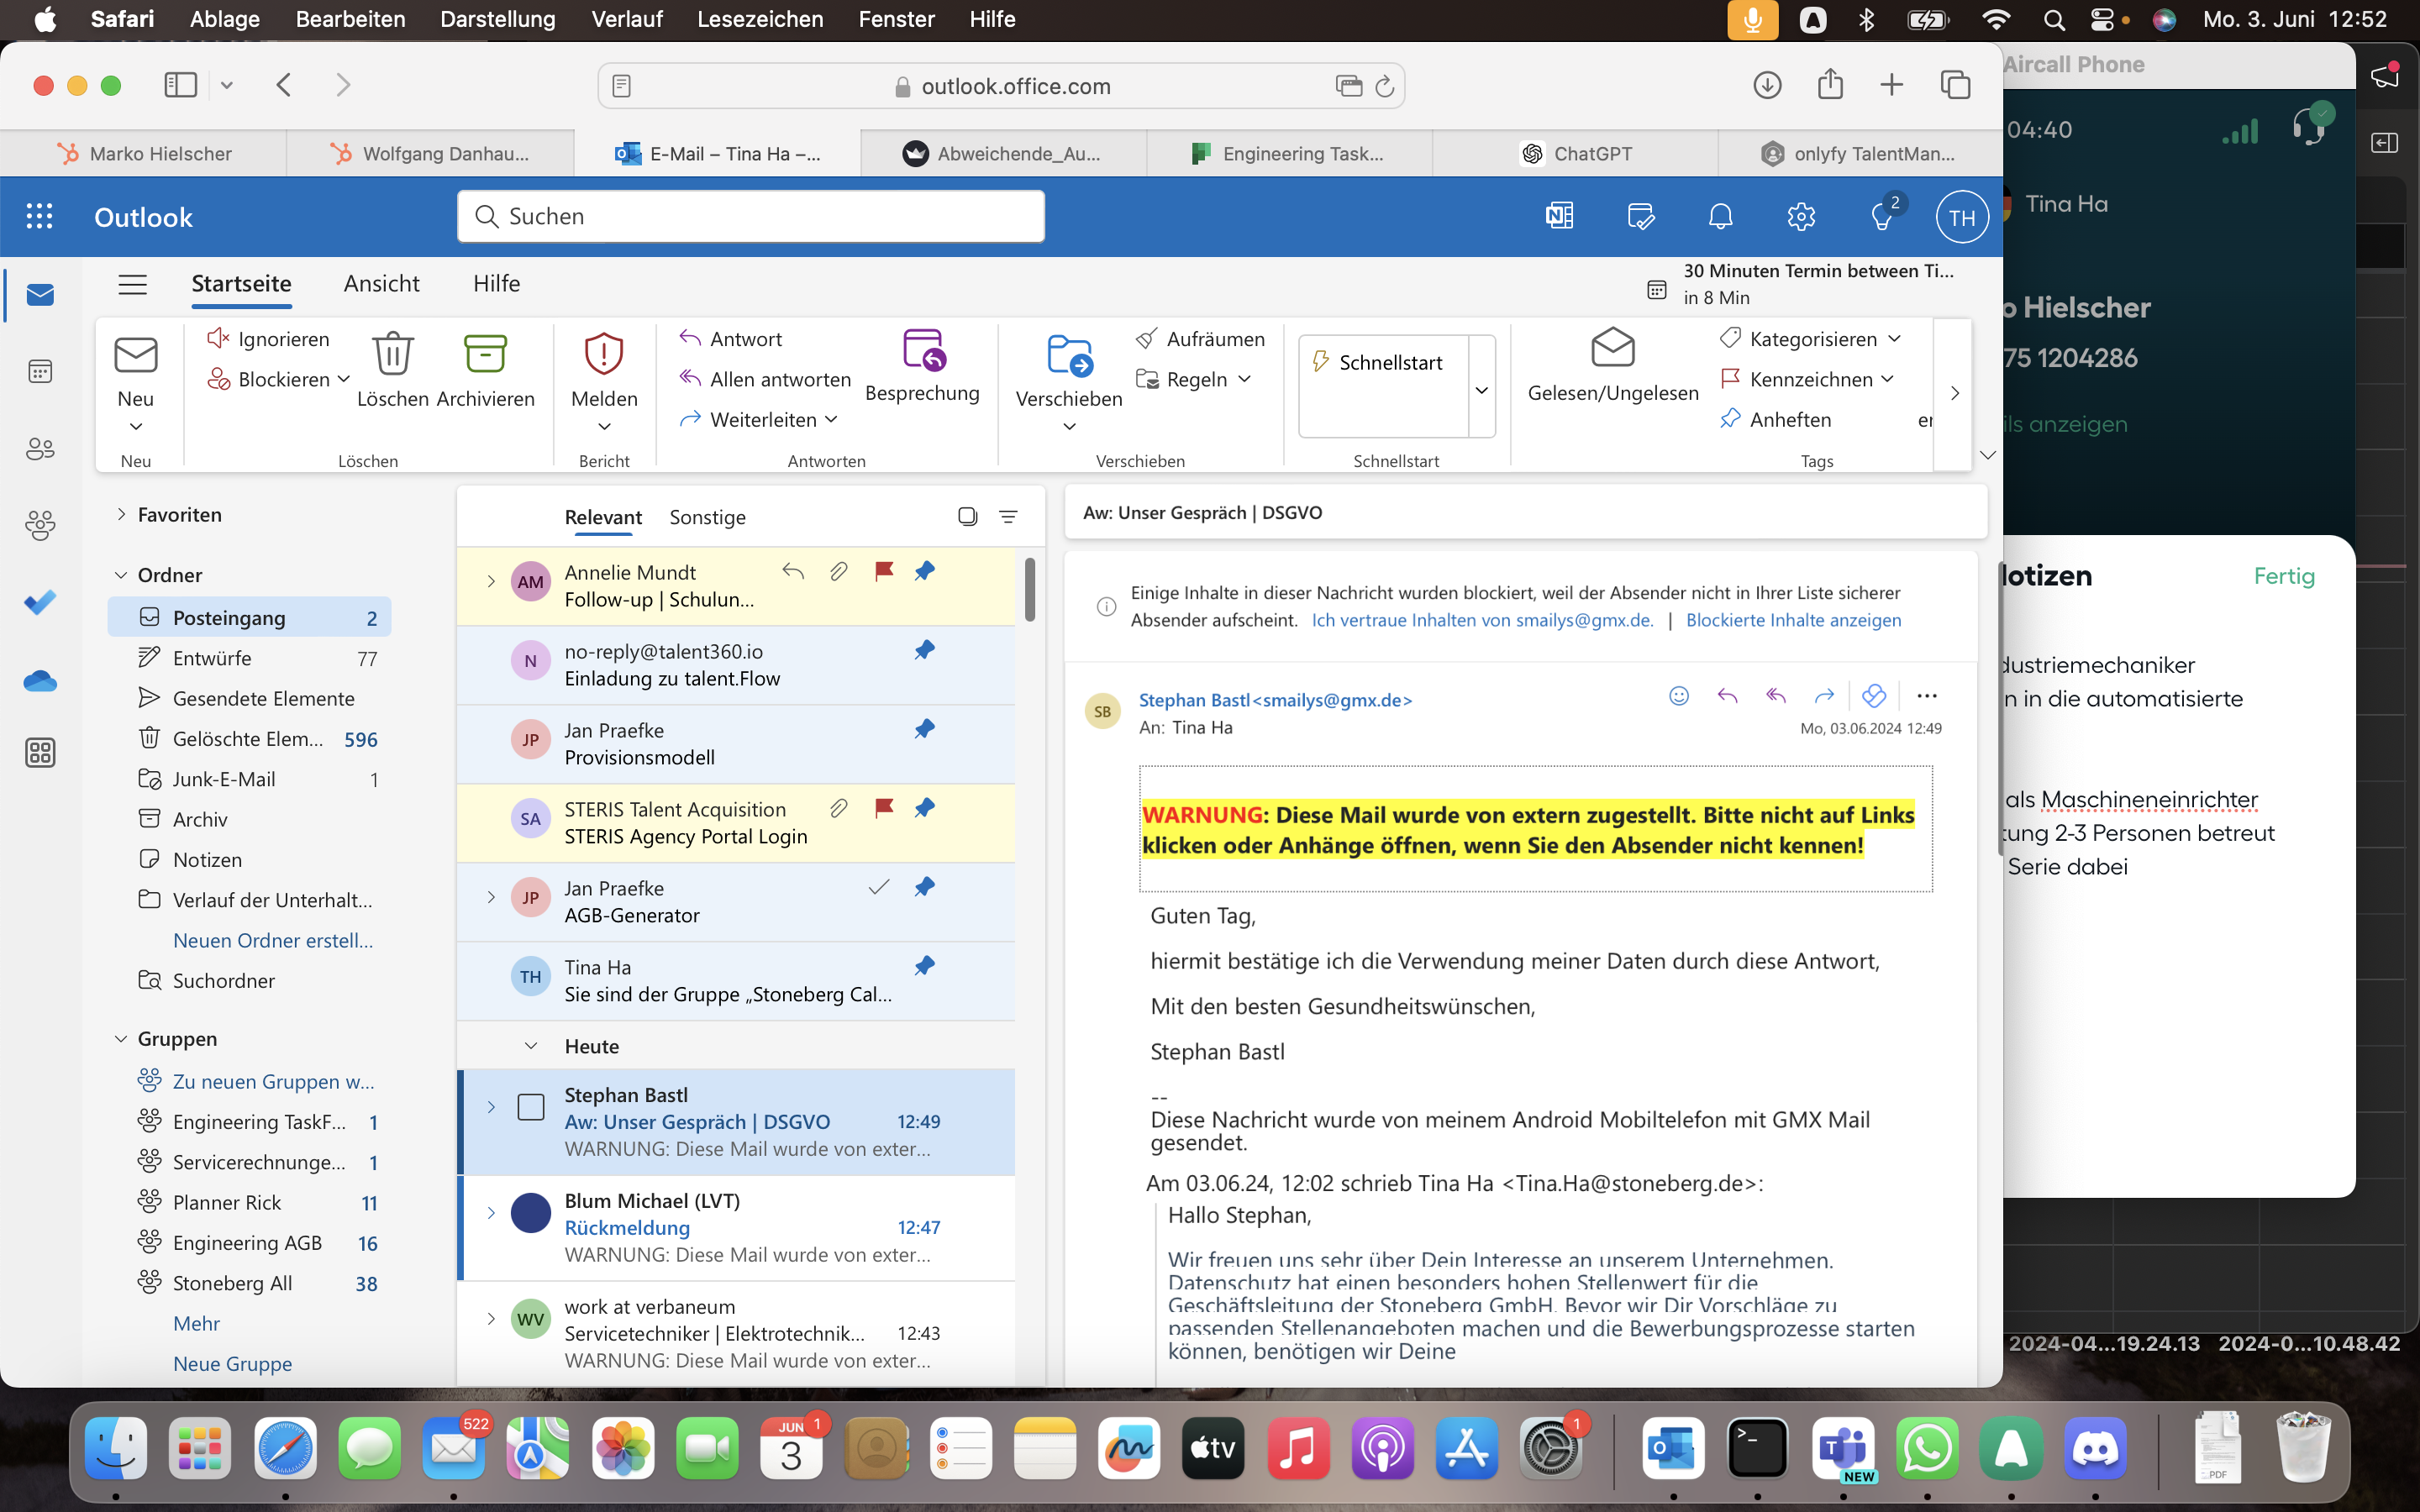 Safari Ablage Bearbeiten Darstellung Verlauf Lesezeichen Fenster Hilfe
Mo. 3. Juni 12:52
outlook.office.com
Marko Hielscher
Wolfgang Danhau...
E-Mail – Tina Ha –...
Abweichende_Au...
Engineering Task...
ChatGPT
onlyfy TalentMan...
Outlook
Suchen
2
TH
Startseite Ansicht Hilfe
30 Minuten Termin between Ti...
in 8 Min
Neu
Ignorieren
Blockieren
Löschen
Archivieren
Melden
Antwort
Allen antworten
Weiterleiten
Besprechung
Verschieben
Aufräumen
Regeln
Schnellstart
Gelesen/Ungelesen
Kategorisieren
Kennzeichnen
Anheften
Neu Löschen Bericht Antworten Verschieben Schnellstart Tags
Favoriten
Ordner
Posteingang 2
Entwürfe 77
Gesendete Elemente
Gelöschte Elem... 596
Junk-E-Mail 1
Archiv
Notizen
Verlauf der Unterhalt...
Neuen Ordner erstell...
Suchordner
Gruppen
Zu neuen Gruppen w...
Engineering TaskF... 1
Servicerechnunge... 1
Planner Rick 11
Engineering AGB 16
Stoneberg All 38
Mehr
Neue Gruppe
Relevant Sonstige
AM
Annelie Mundt
Follow-up | Schulun...
N
no-reply@talent360.io
Einladung zu talent.Flow
JP
Jan Praefke
Provisionsmodell
SA
STERIS Talent Acquisition
STERIS Agency Portal Login
JP
Jan Praefke
AGB-Generator
TH
Tina Ha
Sie sind der Gruppe „Stoneberg Cal...
Heute
Stephan Bastl
Aw: Unser Gespräch | DSGVO 12:49
WARNUNG: Diese Mail wurde von exter...
Blum Michael (LVT)
Rückmeldung 12:47
WARNUNG: Diese Mail wurde von exter...
WV
work at verbaneum
Servicetechniker | Elektrotechnik... 12:43
WARNUNG: Diese Mail wurde von exter...
Aw: Unser Gespräch | DSGVO
Einige Inhalte in dieser Nachricht wurden blockiert, weil der Absender nicht in Ihrer Liste sicherer
Absender aufscheint. Ich vertraue Inhalten von smailys@gmx.de. | Blockierte Inhalte anzeigen
SB
Stephan Bastl<smailys@gmx.de>
An: Tina Ha
Mo, 03.06.2024 12:49
WARNUNG: Diese Mail wurde von extern zugestellt. Bitte nicht auf Links
klicken oder Anhänge öffnen, wenn Sie den Absender nicht kennen!
Guten Tag,
hiermit bestätige ich die Verwendung meiner Daten durch diese Antwort,
Mit den besten Gesundheitswünschen,
Stephan Bastl
--
Diese Nachricht wurde von meinem Android Mobiltelefon mit GMX Mail
gesendet.
Am 03.06.24, 12:02 schrieb Tina Ha <Tina.Ha@stoneberg.de>:
Hallo Stephan,
Wir freuen uns sehr über Dein Interesse an unserem Unternehmen.
Datenschutz hat einen besonders hohen Stellenwert für die
Geschäftsleitung der Stoneberg GmbH. Bevor wir Dir Vorschläge zu
passenden Stellenangeboten machen und die Bewerbungsprozesse starten
können, benötigen wir Deine
Aircall Phone
04:40
Tina Ha
o Hielscher
75 1204286
ils anzeigen
otizen
Fertig
dustriemechaniker
n in die automatisierte
als Maschineneinrichter
tung 2-3 Personen betreut
Serie dabei
2024-04...19.24.13 2024-0...10.48.42
522
JUN
3
1
tv
1
NEW
PDF